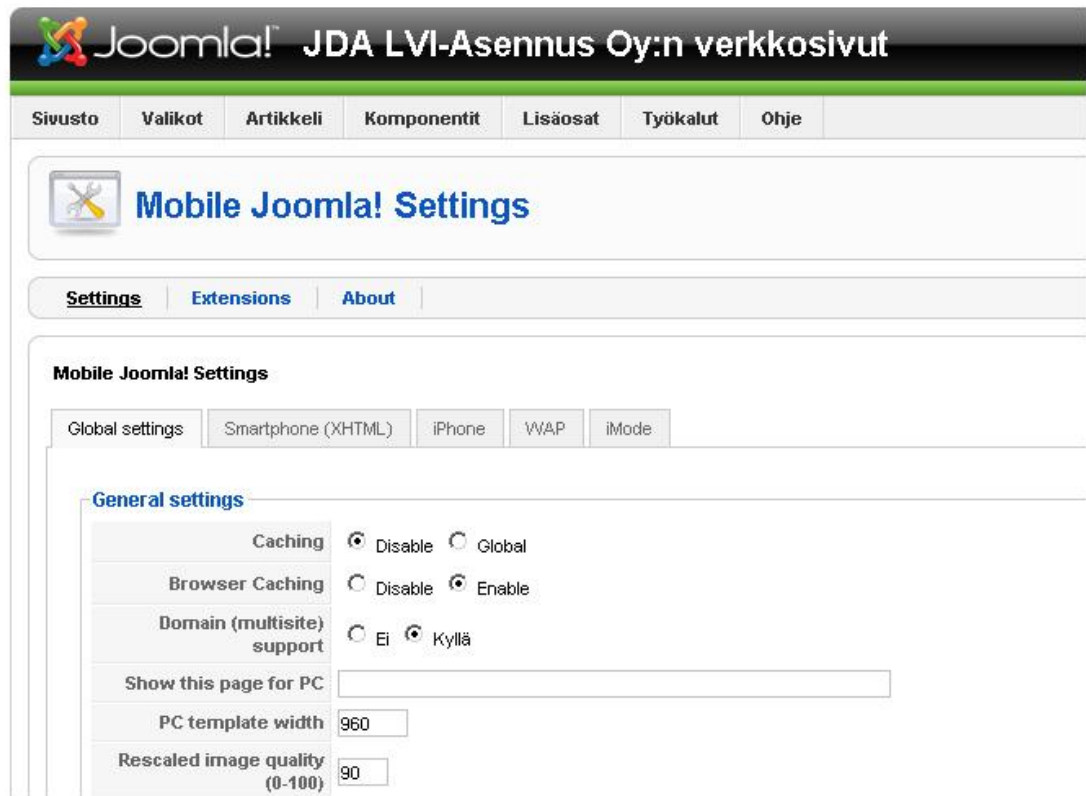 Joomla! JDA LVI-Asennus Oy:n verkkosivut
Sivusto Valikot Artikkeli Komponentit Lisäosat Työkalut Ohje
Mobile Joomla! Settings
Settings Extensions About
Mobile Joomla! Settings
Global settings Smartphone (XHTML) iPhone WAP iMode
General settings
Caching Disable Global
Browser Caching Disable Enable
Domain (multisite)
support Ei Kyllä
Show this page for PC
PC template width 960
Rescaled image quality
(0-100) 90